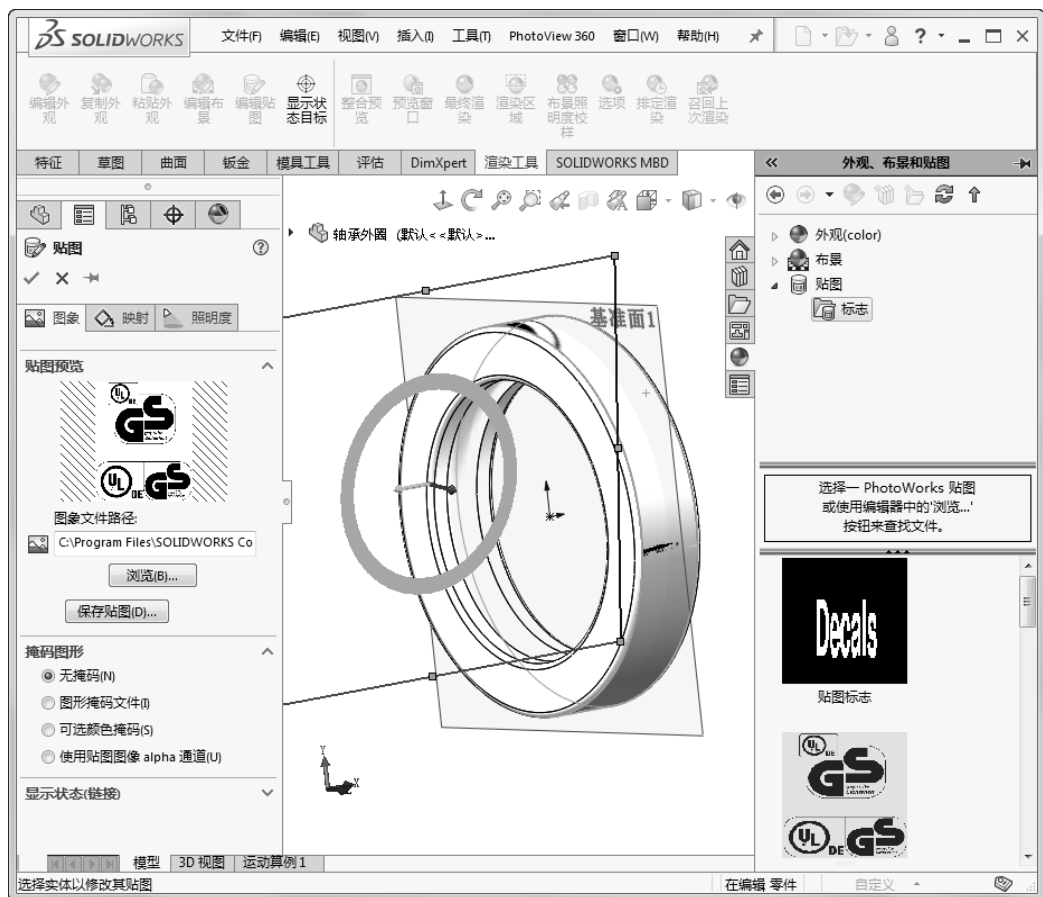 SOLIDWORKS 文件(F) 编辑(E) 视图(V) 插入(I) 工具(T) PhotoView 360 窗口(W) 帮助(H) ?
编辑外观 复制外观 粘贴外观 编辑布景 编辑贴图 显示状态目标 整合预览 预览窗口 最终渲染 渲染区域 布景照明度校样 选项 排定渲染 召回上次渲染
特征 草图 曲面 钣金 模具工具 评估 DimXpert 渲染工具 SOLIDWORKS MBD
外观、布景和贴图
贴图
轴承外圈 (默认<<默认>...
外观(color)
布景
贴图
标志
图象 映射 照明度
基准面1
贴图预览
UL DE GS
UL DE GS
图象文件路径:
C:\Program Files\SOLIDWORKS Co
浏览(B)...
保存贴图(D)...
掩码图形
无掩码(N)
图形掩码文件(I)
可选颜色掩码(S)
使用贴图图像 alpha 通道(U)
显示状态(链接)
Y
X
选择一 PhotoWorks 贴图
或使用编辑器中的'浏览...'
按钮来查找文件。
Decals
贴图标志
UL DE GS
UL DE GS
模型 3D 视图 运动算例1
选择实体以修改其贴图 在编辑 零件 自定义